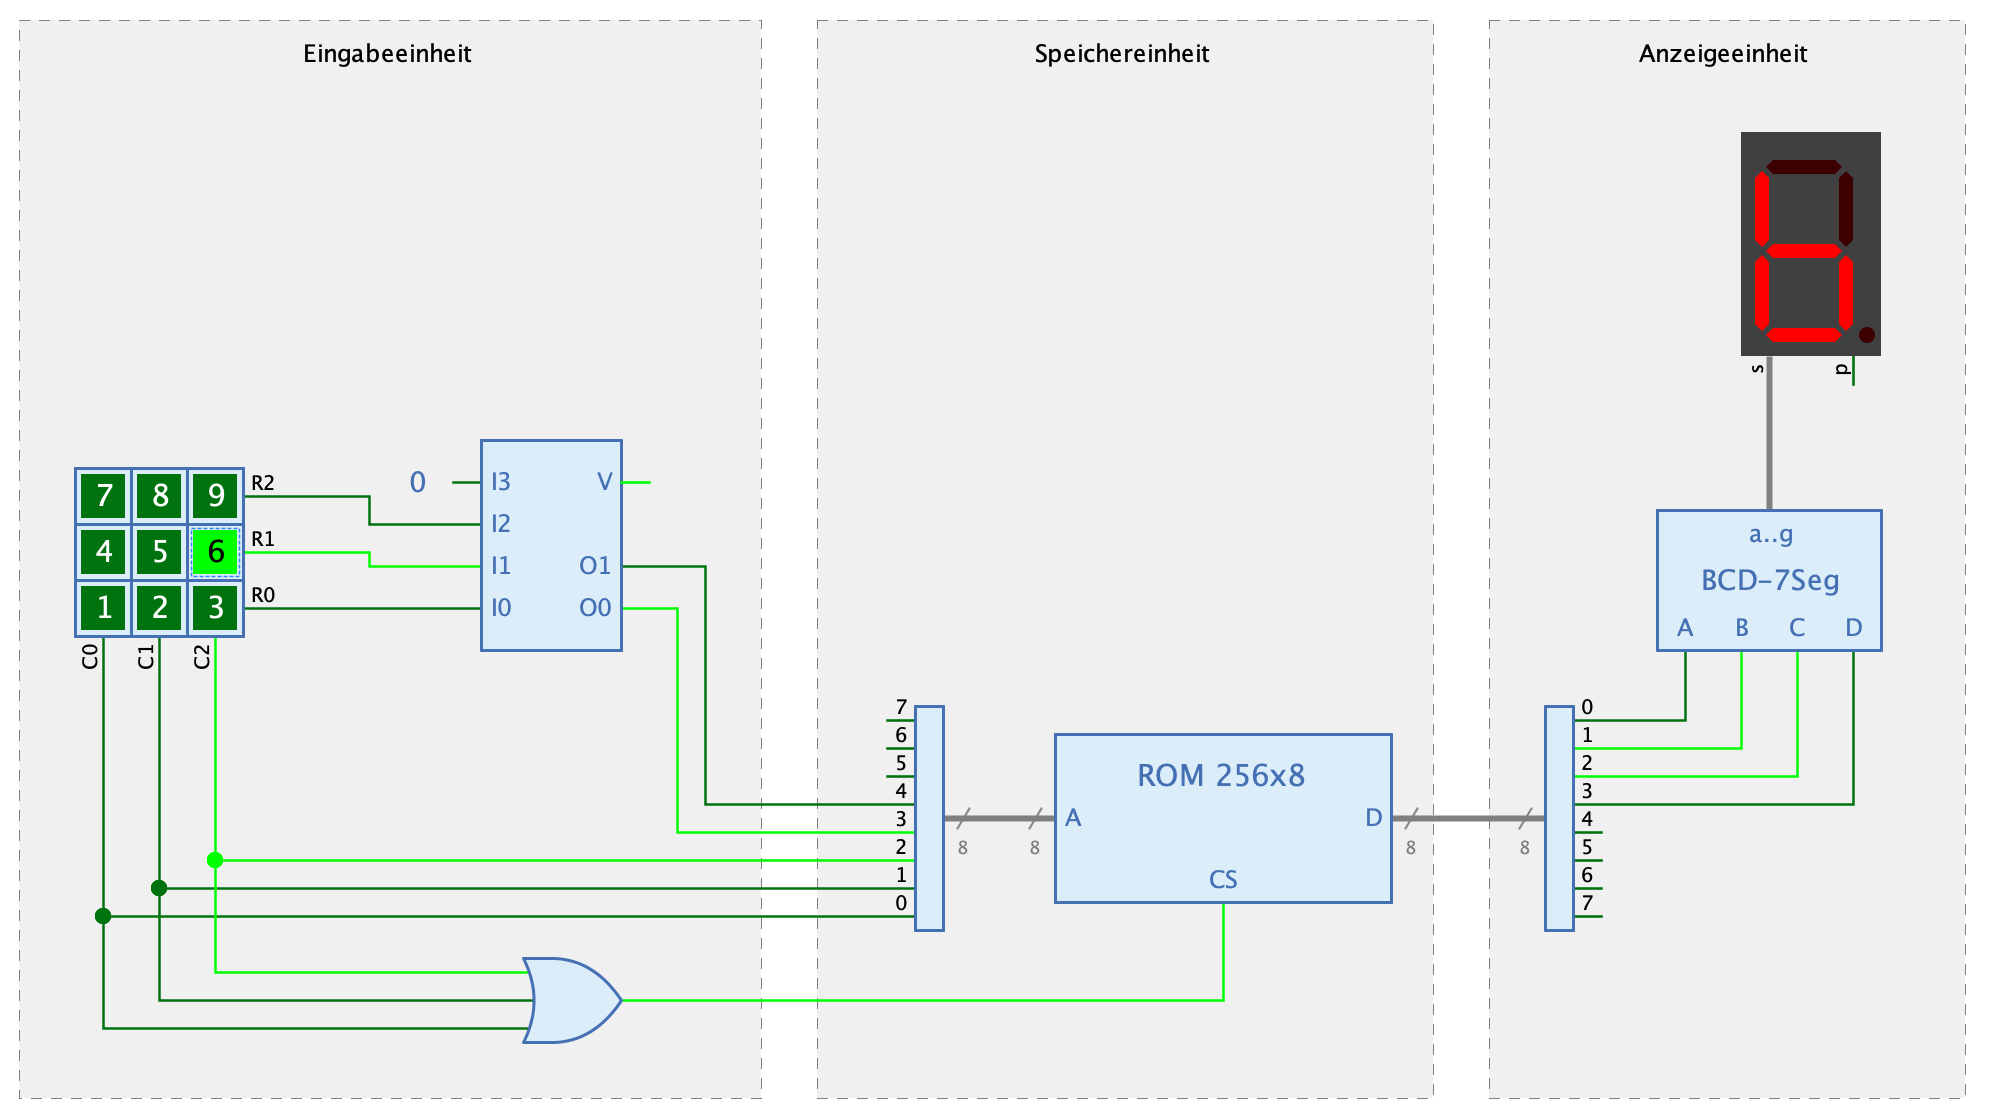 Eingabeeinheit
Speichereinheit
Anzeigeeinheit
s
p
7 8 9 R2
4 5 6 R1
1 2 3 R0
C0 C1 C2
0
I3 V
I2
I1 O1
I0 O0
a..g
BCD-7Seg
A B C D
7
6
5
4
3
2
1
0
8
8
ROM 256x8
A D
CS
8
8
0
1
2
3
4
5
6
7